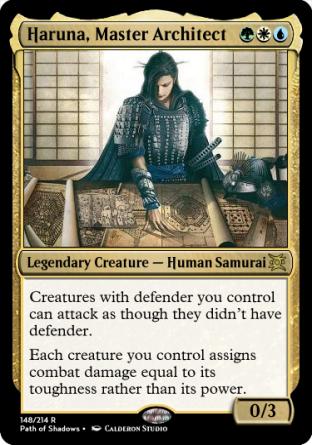 Haruna, Master Architect
Legendary Creature — Human Samurai
Creatures with defender you control
can attack as though they didn't have
defender.
Each creature you control assigns
combat damage equal to its
toughness rather than its power.
0/3
148/214 R
Path of Shadows • Calderon Studio